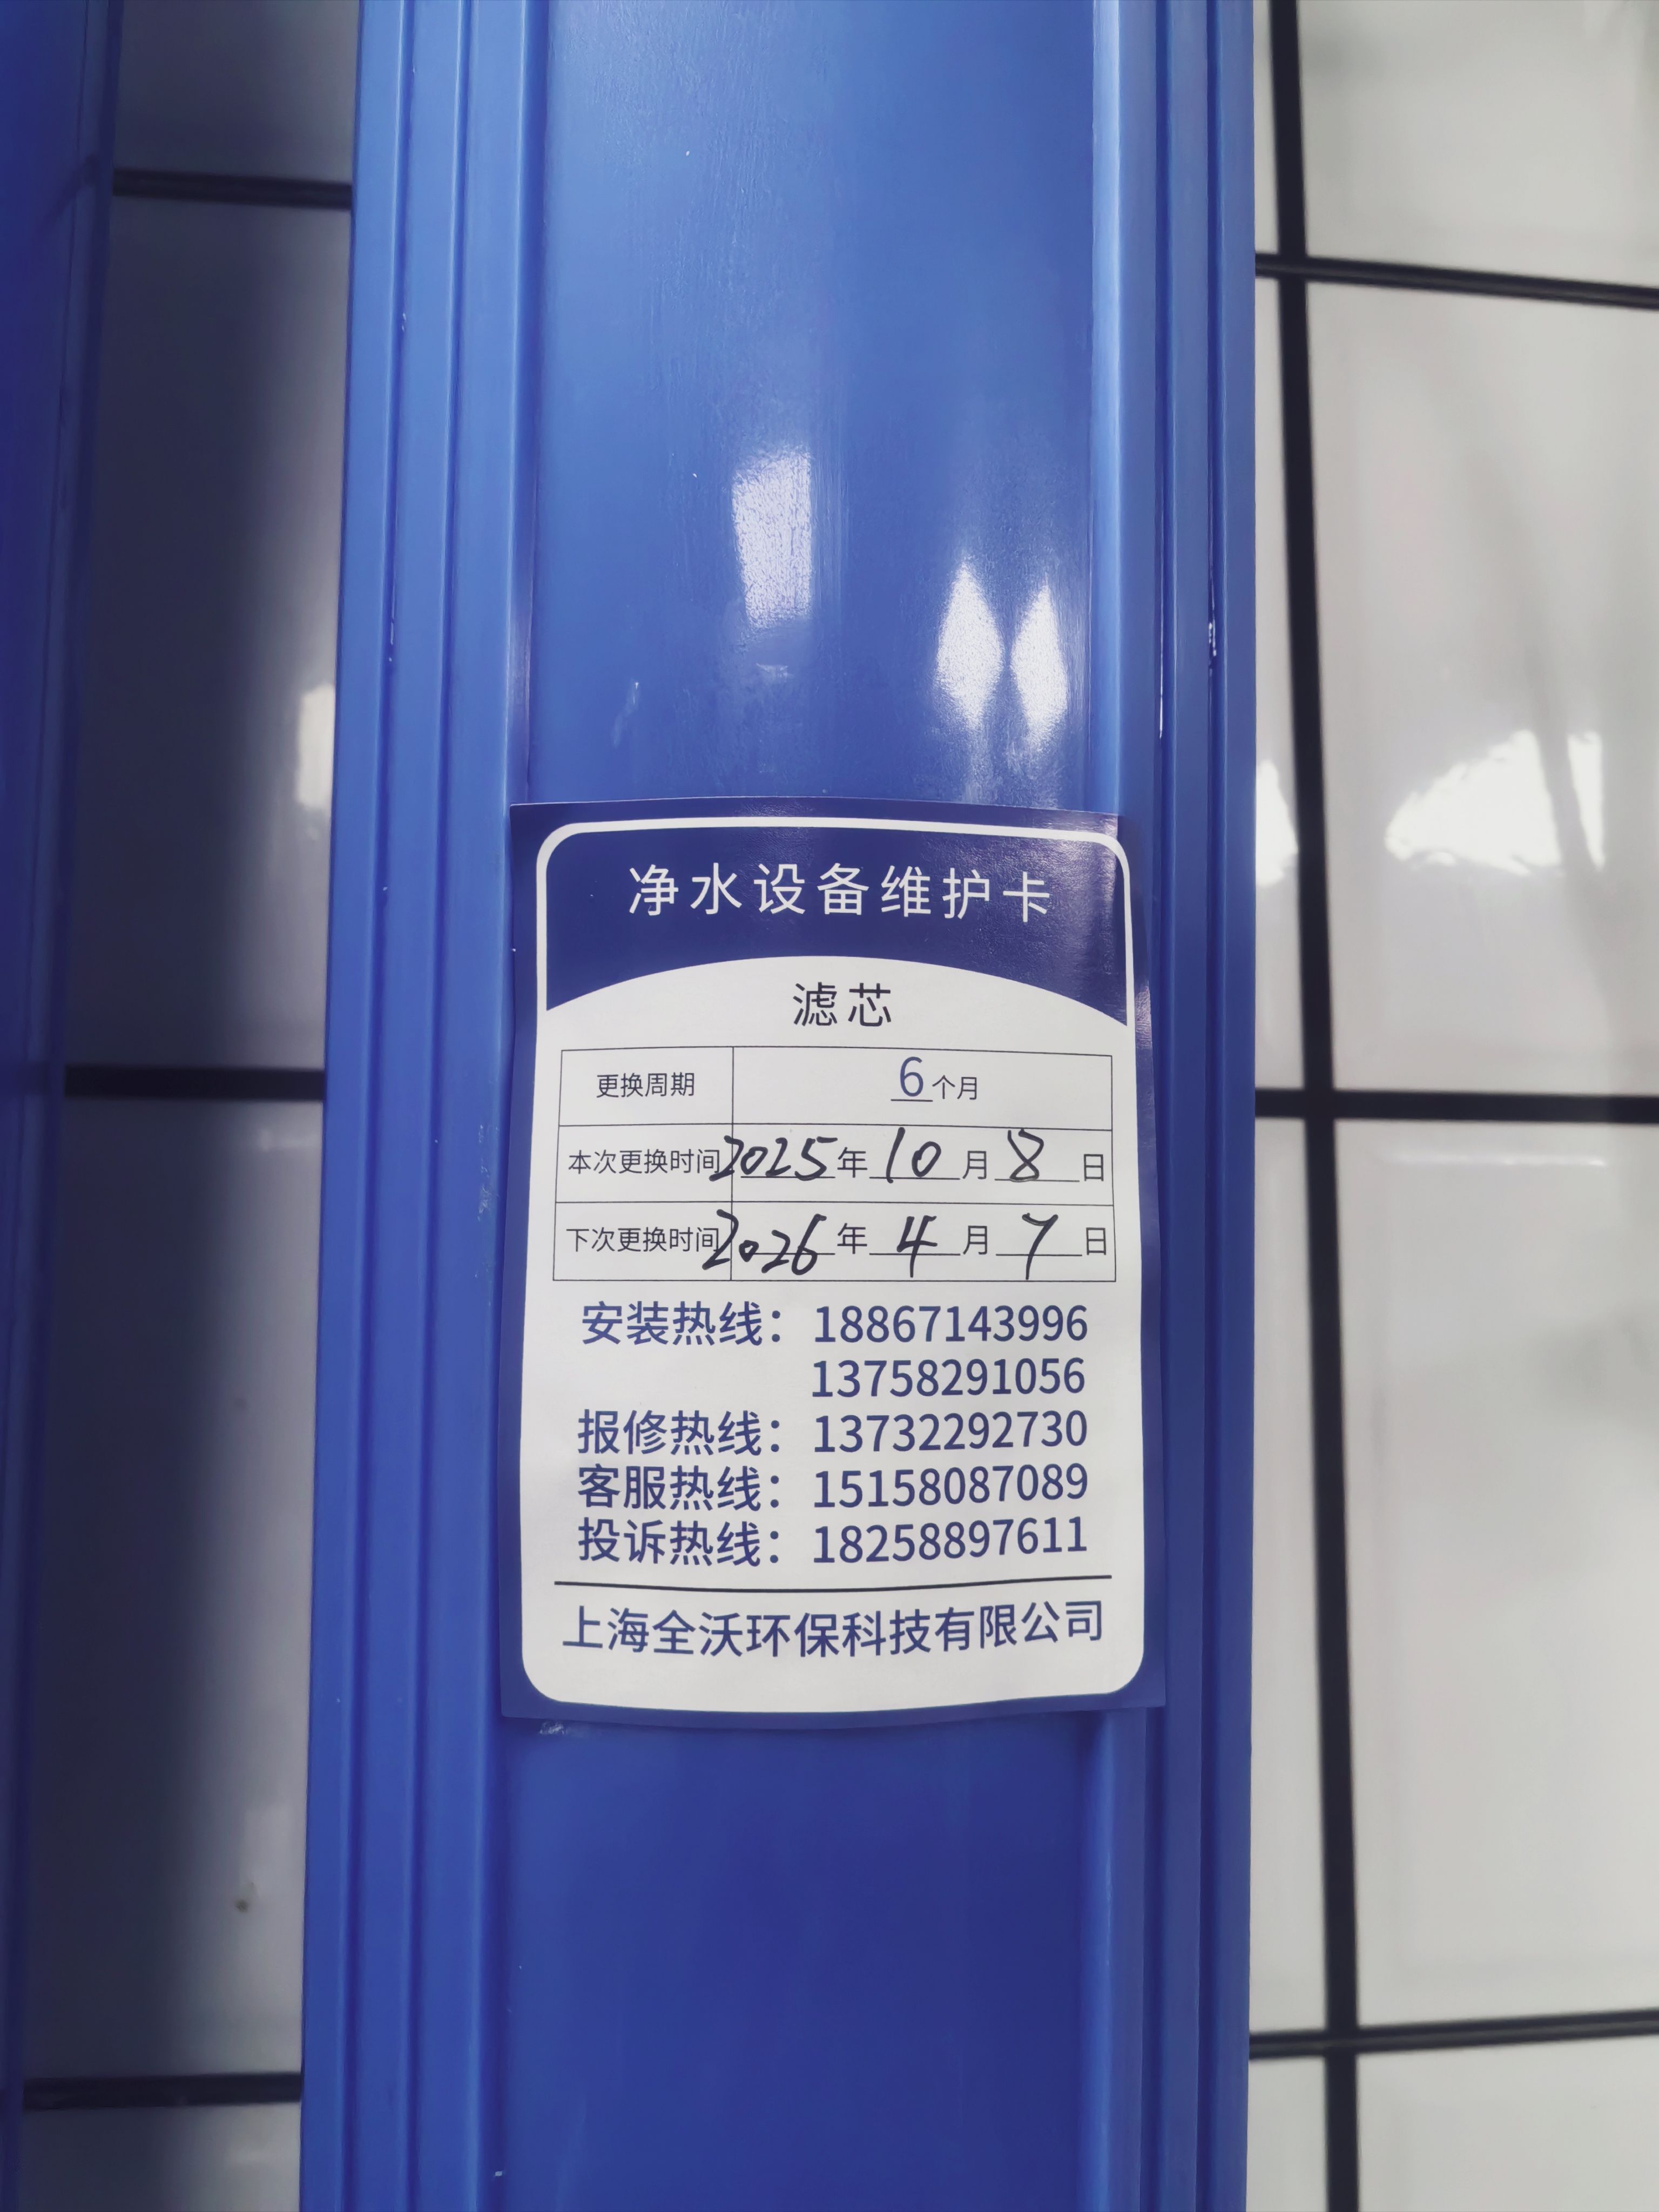 净水设备维护卡
滤芯
更换周期 6个月
本次更换时间 2025年10月8日
下次更换时间 2026年4月7日
安装热线：18867143996
13758291056
报修热线：13732292730
客服热线：15158087089
投诉热线：18258897611
上海全沃环保科技有限公司